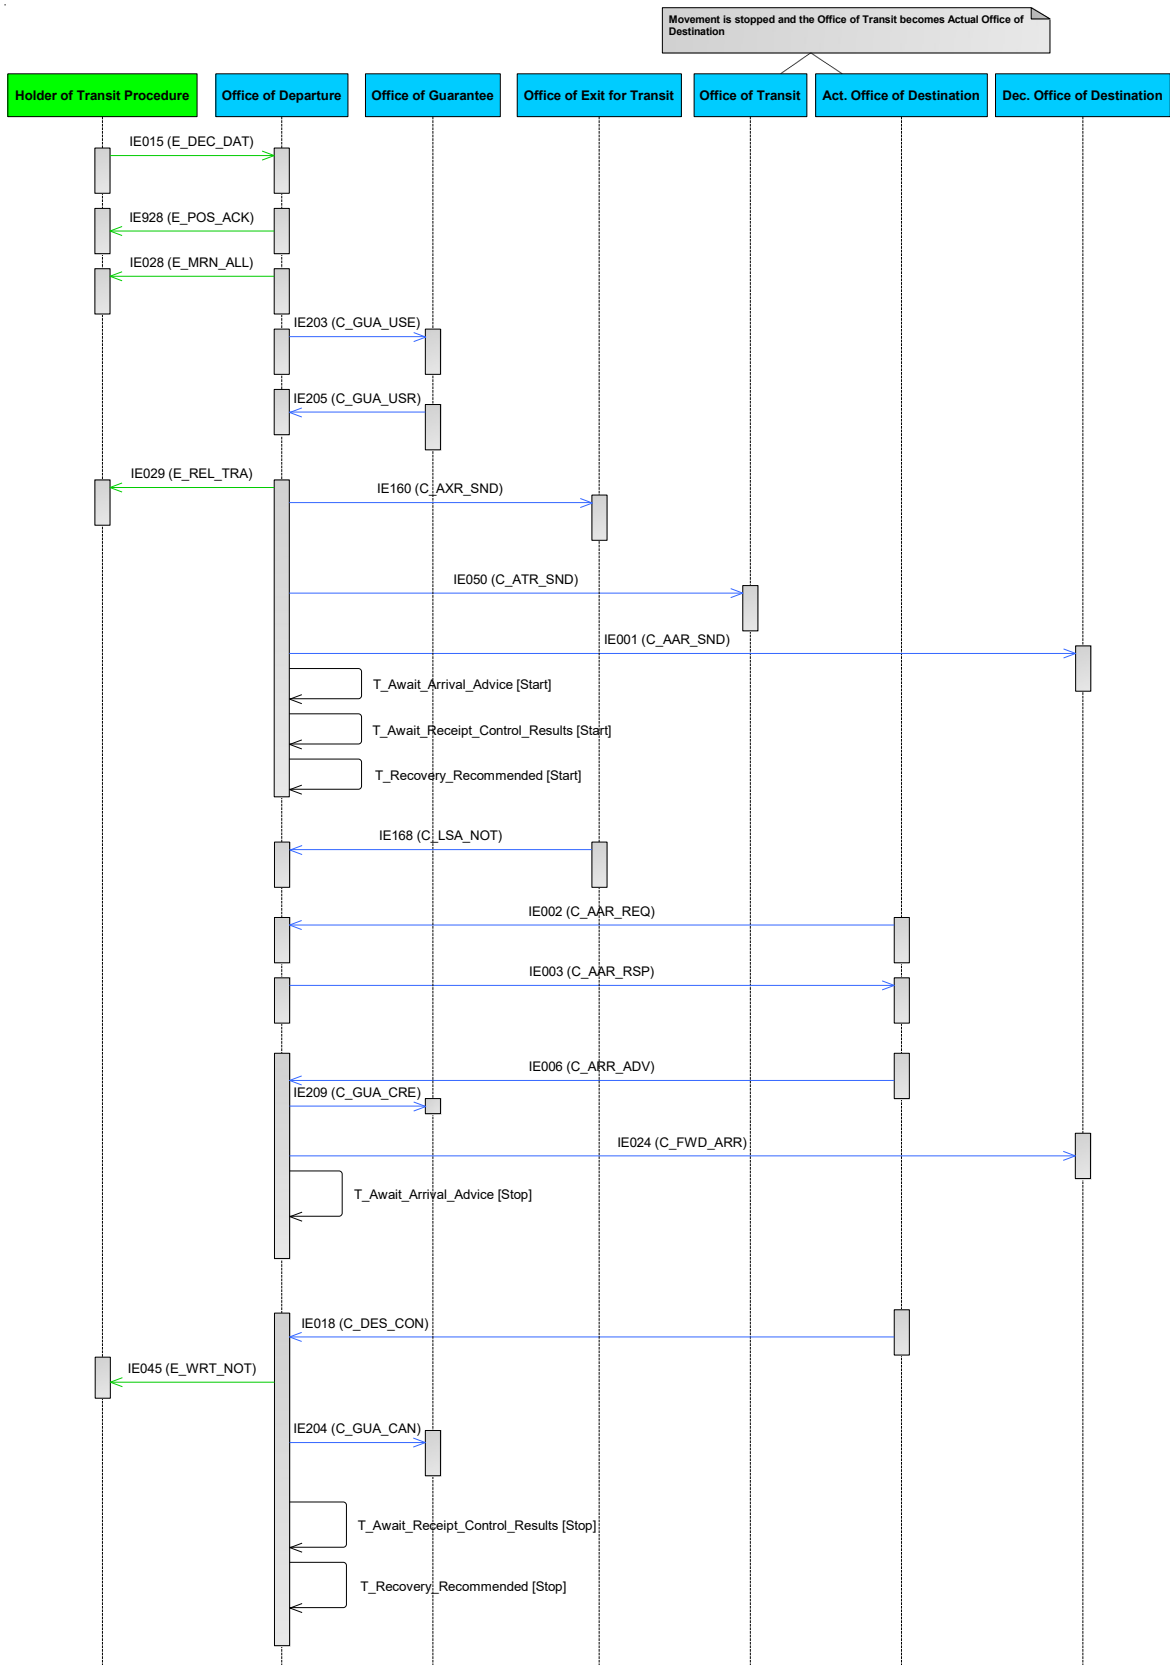 Movement is stopped and the Office of Transit becomes Actual Office of
Destination
Holder of Transit Procedure
Office of Departure
Office of Guarantee
Office of Exit for Transit
Office of Transit
Act. Office of Destination
Dec. Office of Destination
IE015 (E_DEC_DAT)
IE928 (E_POS_ACK)
IE028 (E_MRN_ALL)
IE203 (C_GUA_USE)
IE205 (C_GUA_USR)
IE029 (E_REL_TRA)
IE160 (C_AXR_SND)
IE050 (C_ATR_SND)
IE001 (C_AAR_SND)
T_Await_Arrival_Advice [Start]
T_Await_Receipt_Control_Results [Start]
T_Recovery_Recommended [Start]
IE168 (C_LSA_NOT)
IE002 (C_AAR_REQ)
IE003 (C_AAR_RSP)
IE006 (C_ARR_ADV)
IE209 (C_GUA_CRE)
IE024 (C_FWD_ARR)
T_Await_Arrival_Advice [Stop]
IE018 (C_DES_CON)
IE045 (E_WRT_NOT)
IE204 (C_GUA_CAN)
T_Await_Receipt_Control_Results [Stop]
T_Recovery_Recommended [Stop]